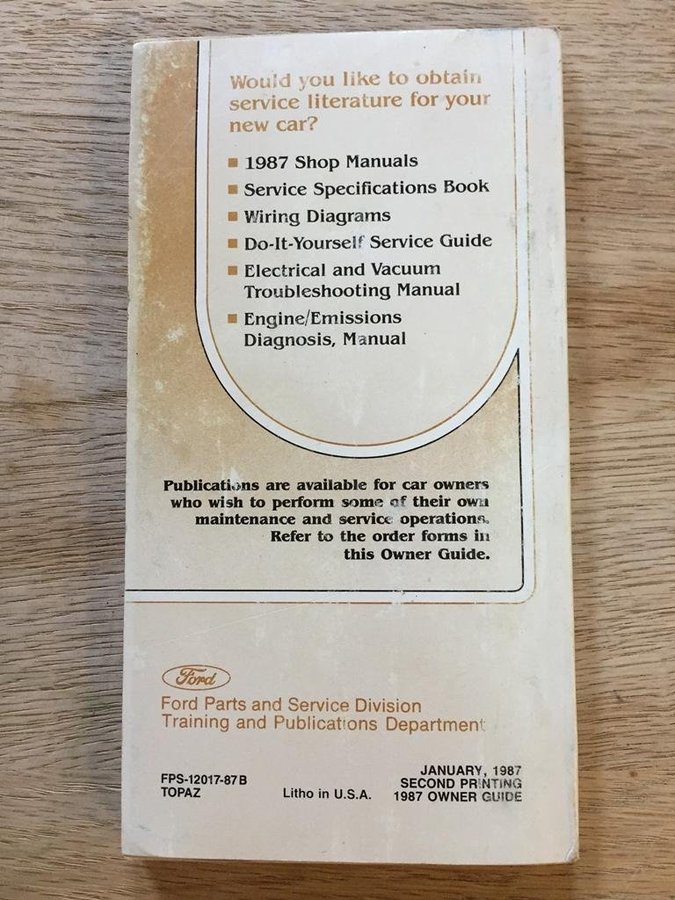 Would you like to obtain
service literature for your
new car?
1987 Shop Manuals
Service Specifications Book
Wiring Diagrams
Do-It-Yourself Service Guide
Electrical and Vacuum
Troubleshooting Manual
Engine/Emissions
Diagnosis, Manual
Publications are available for car owners
who wish to perform some of their own
maintenance and service operations.
Refer to the order forms in
this Owner Guide.
Ford
Ford Parts and Service Division
Training and Publications Department
FPS-12017-87B
TOPAZ
Litho in U.S.A.
JANUARY, 1987
SECOND PRINTING
1987 OWNER GUIDE